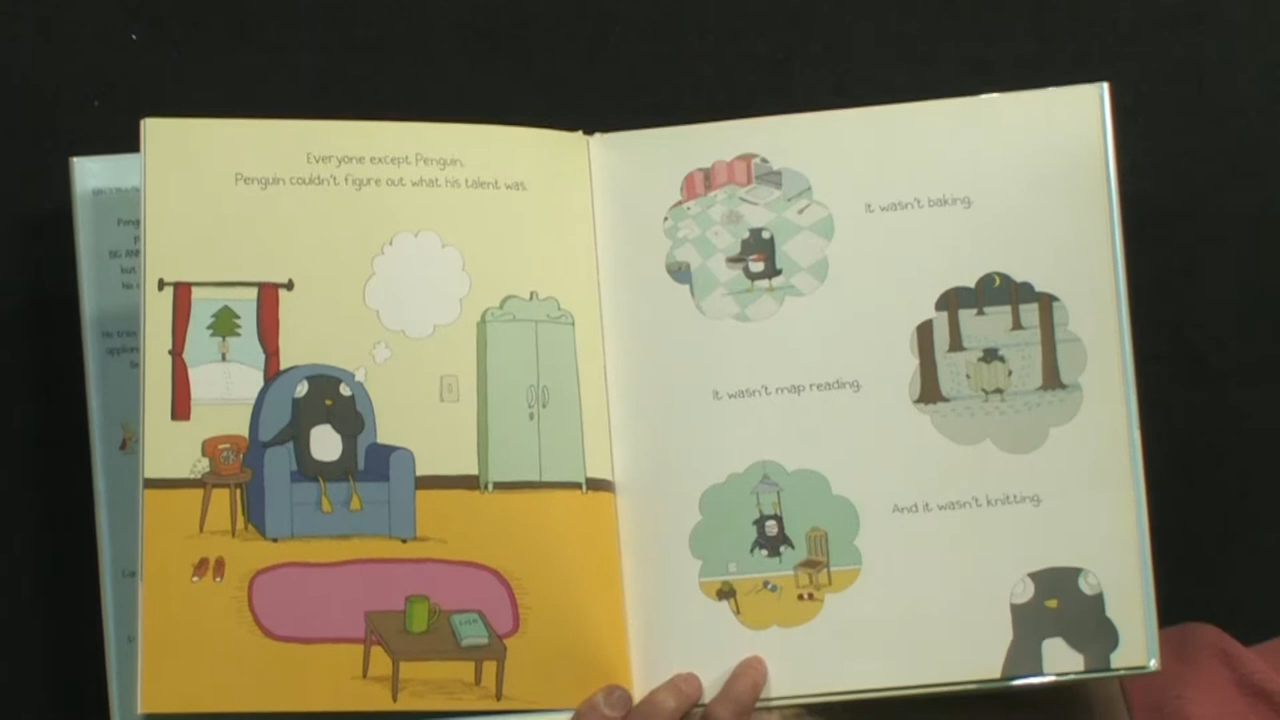 Everyone except Penguin.
Penguin couldn't figure out what his talent was.
It wasn't baking.
It wasn't map reading.
And it wasn't knitting.